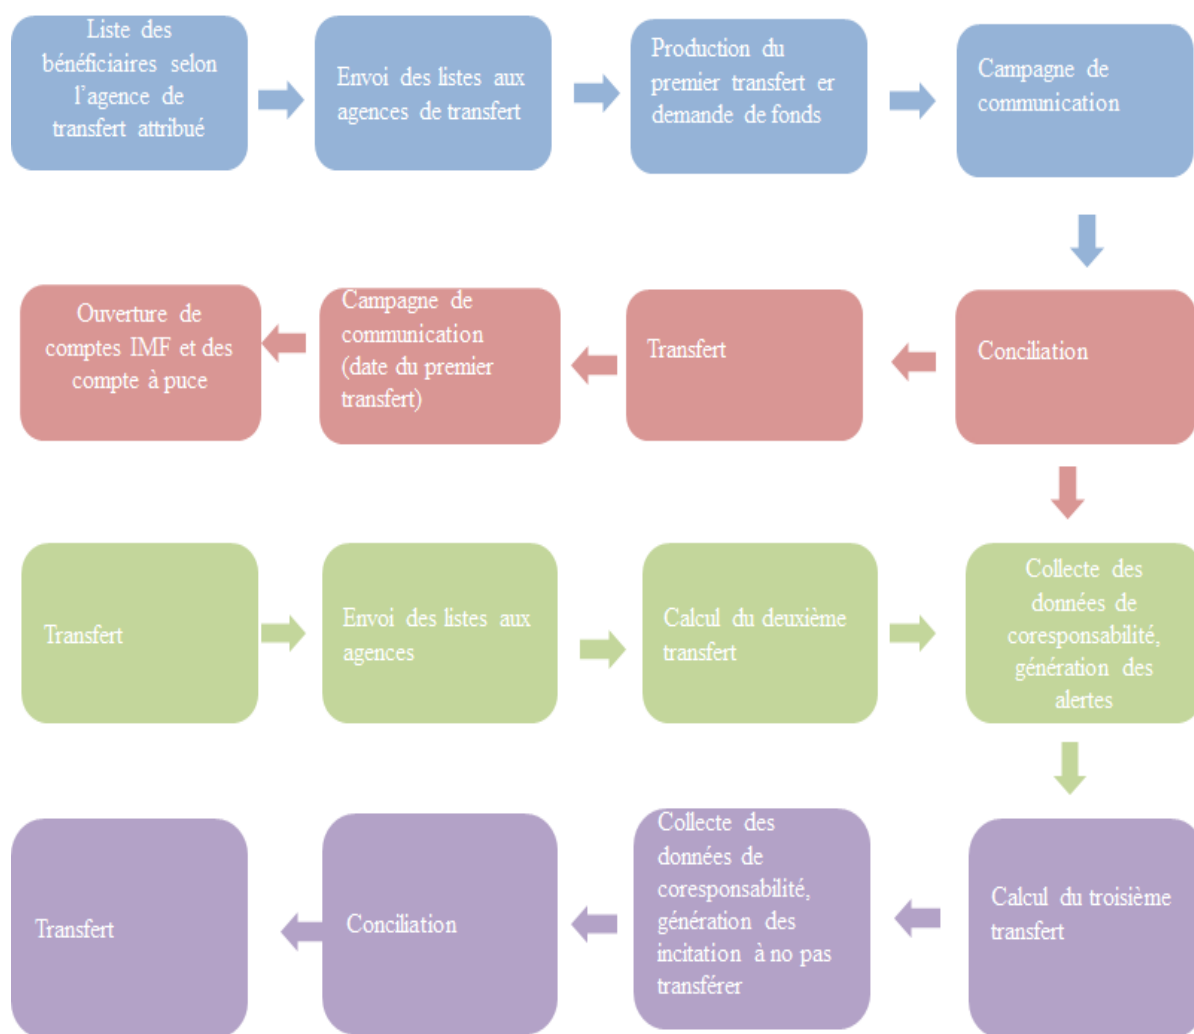 Liste des
bénéficiaires selon
l’agence de
transfert attribué
Envoi des listes aux
agences de transfert
Production du
premier transfert er
demande de fonds
Campagne de
communication
Ouverture de
comptes IMF et des
compte à puce
Campagne de
communication
(date du premier
transfert)
Transfert
Conciliation
Transfert
Envoi des listes aux
agences
Calcul du deuxième
transfert
Collecte des
données de
coresponsabilité,
génération des
alertes
Transfert
Conciliation
Collecte des
données de
coresponsabilité,
génération des
incitation à no pas
transférer
Calcul du troisième
transfert